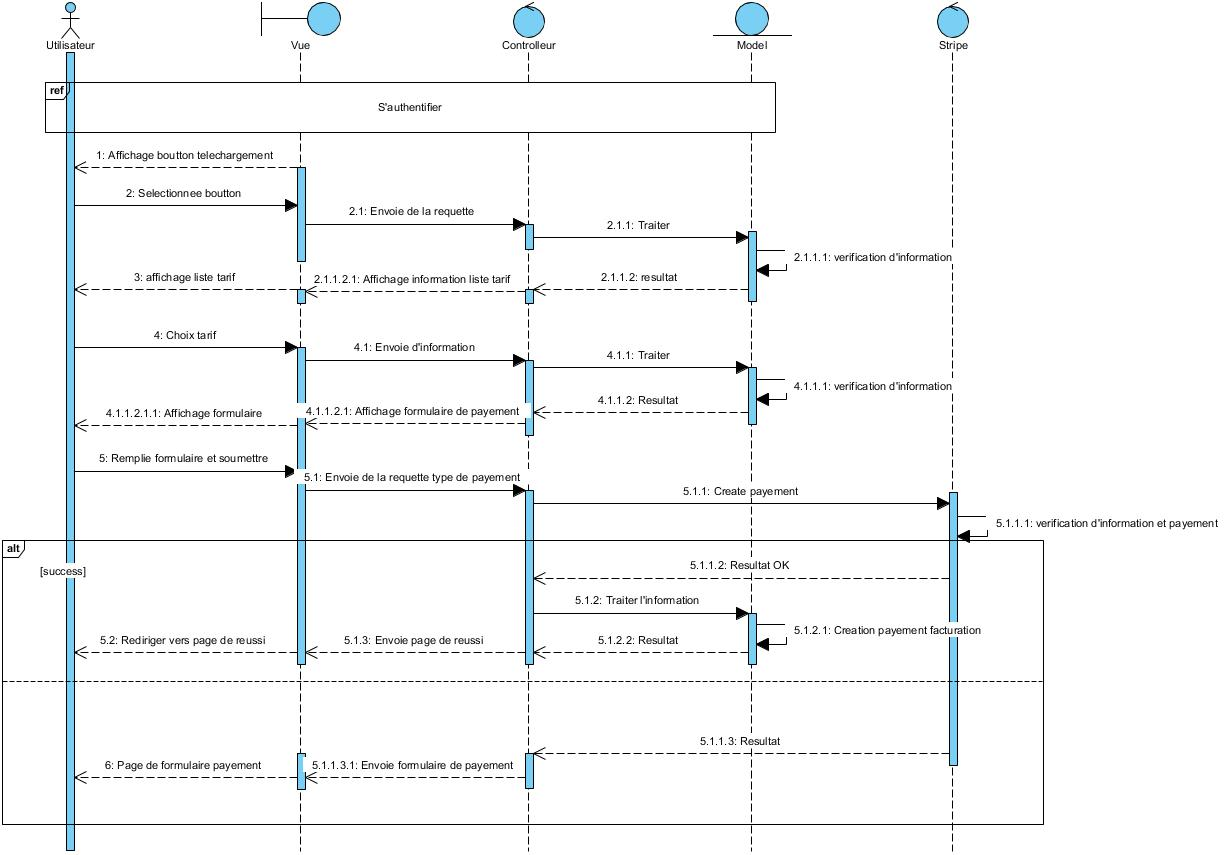 Utilisateur
Vue
Controlleur
Model
Stripe
ref
S'authentifier
1: Affichage boutton telechargement
2: Selectionnee boutton
2.1: Envoie de la requette
2.1.1: Traiter
2.1.1.1: verification d'information
3: affichage liste tarif
2.1.1.2.1: Affichage information liste tarif
2.1.1.2: resultat
4: Choix tarif
4.1: Envoie d'information
4.1.1: Traiter
4.1.1.1: verification d'information
4.1.1.2: Resultat
4.1.1.2.1.1: Affichage formulaire
4.1.1.2.1: Affichage formulaire de payement
5: Remplie formulaire et soumettre
5.1: Envoie de la requette type de payement
5.1.1: Create payement
5.1.1.1: verification d'information et payement
alt
[success]
5.1.1.2: Resultat OK
5.1.2: Traiter l'information
5.1.2.1: Creation payement facturation
5.2: Rediriger vers page de reussi
5.1.3: Envoie page de reussi
5.1.2.2: Resultat
5.1.1.3: Resultat
6: Page de formulaire payement
5.1.1.3.1: Envoie formulaire de payement